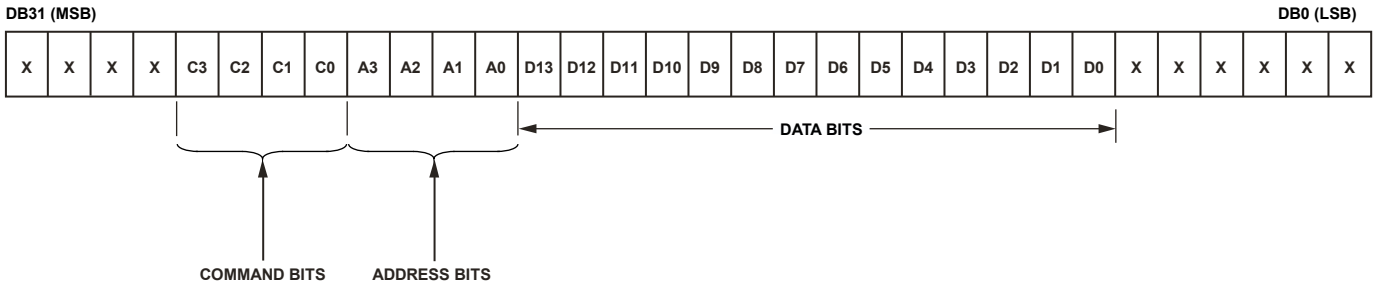 DB31 (MSB) DB0 (LSB)
X X X X C3 C2 C1 C0 A3 A2 A1 A0 D13 D12 D11 D10 D9 D8 D7 D6 D5 D4 D3 D2 D1 D0 X X X X X X
DATA BITS
COMMAND BITS ADDRESS BITS